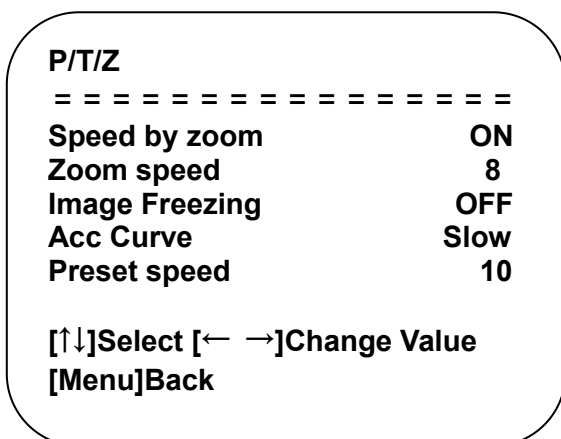 P/T/Z
= = = = = = = = = = = = = = = =
Speed by zoom ON
Zoom speed 8
Image Freezing OFF
Acc Curve Slow
Preset speed 10
[↑↓]Select [← →]Change Value
[Menu]Back